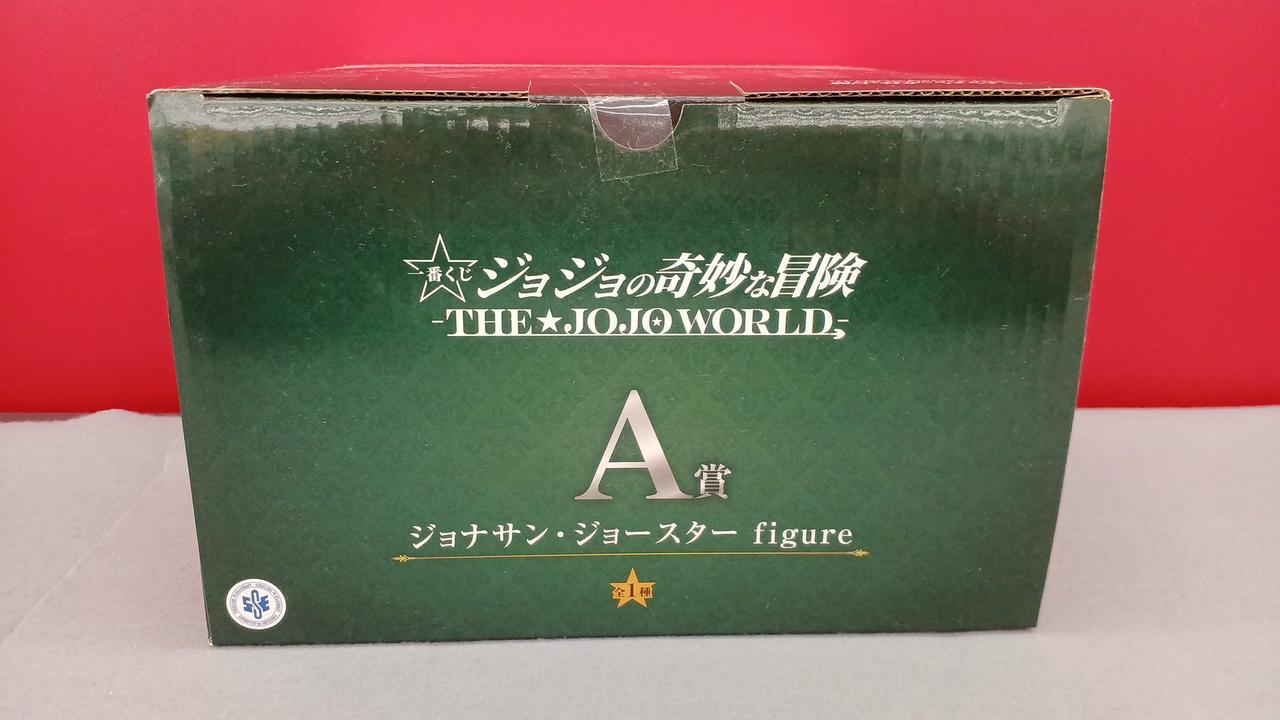 一番くじ ジョジョの奇妙な冒険
-THE★JOJO WORLD-
A賞
ジョナサン・ジョースター figure
全1種